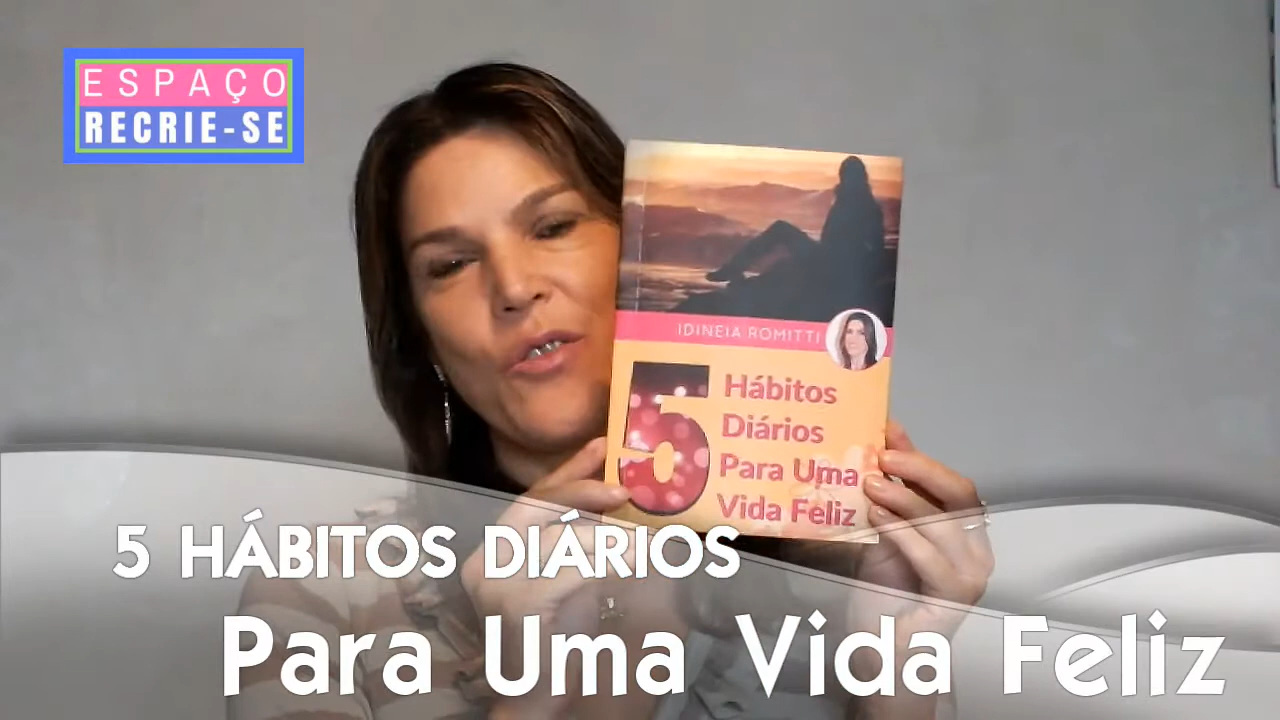 ESPAÇO
RECRIE-SE
IDINEIA ROMITTI
5
Hábitos
Diários
Para Uma
Vida Feliz
5 HÁBITOS DIÁRIOS
Para Uma Vida Feliz